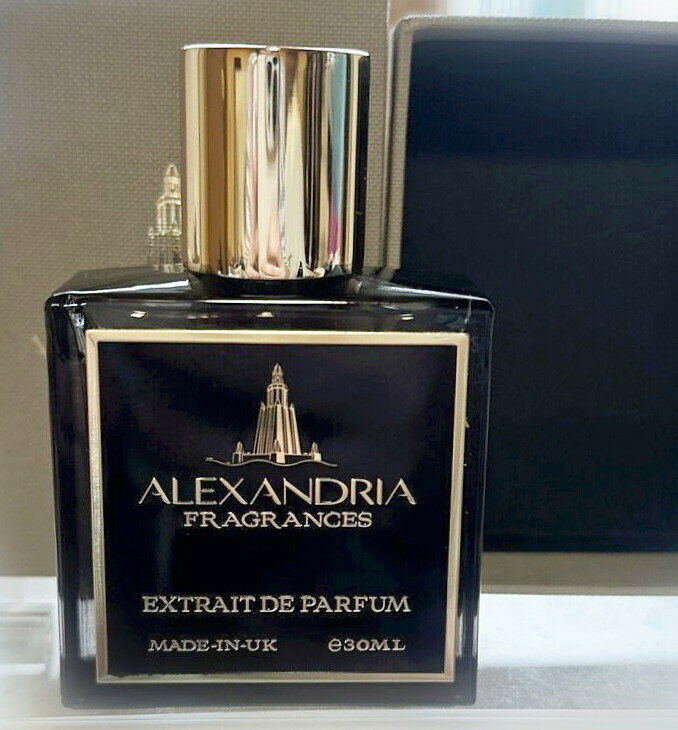 ALEXANDRIA
FRAGRANCES
EXTRAIT DE PARFUM
MADE-IN-UK ℮30ML